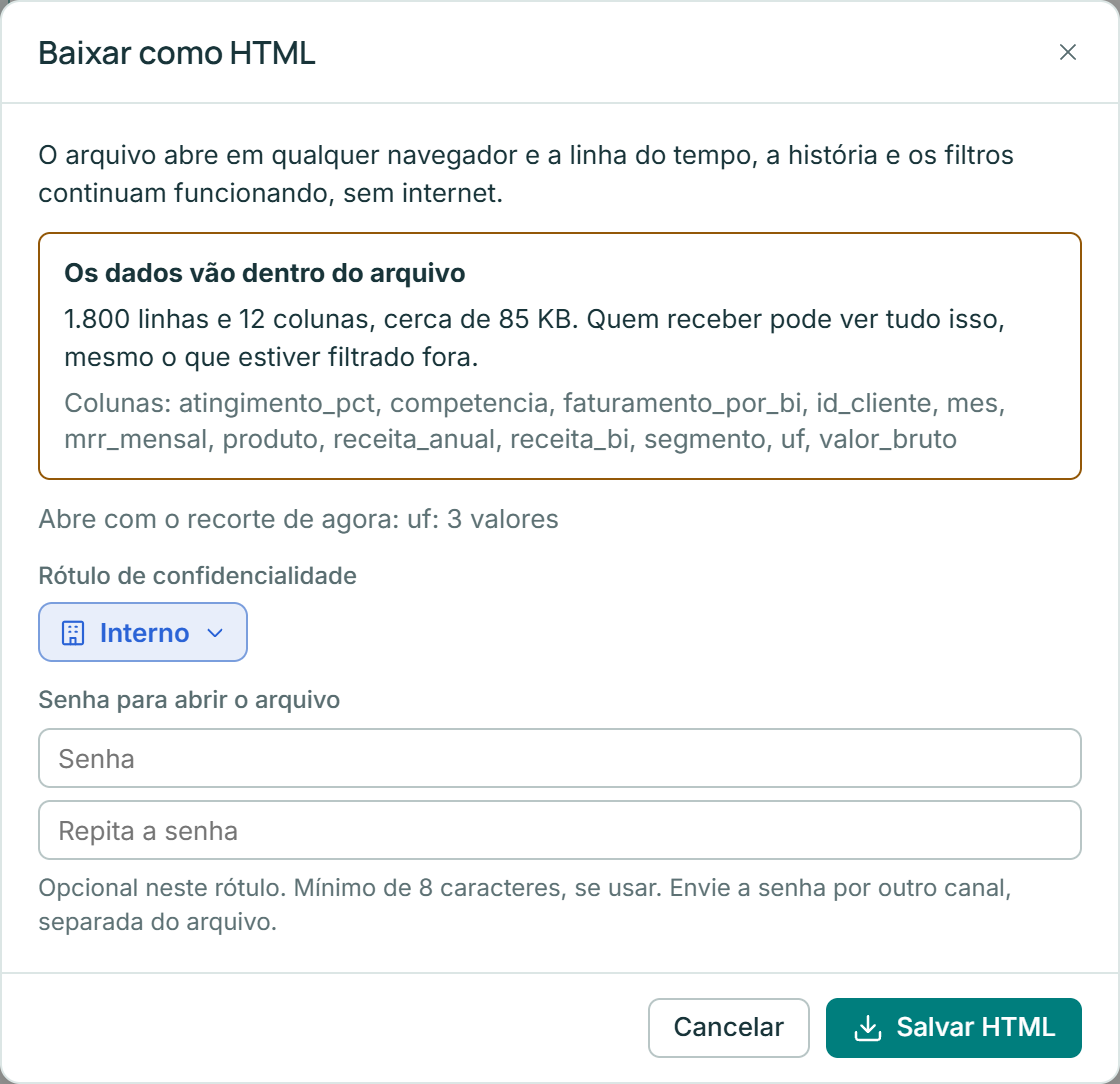 Baixar como HTML
O arquivo abre em qualquer navegador e a linha do tempo, a história e os filtros
continuam funcionando, sem internet.
Os dados vão dentro do arquivo
1.800 linhas e 12 colunas, cerca de 85 KB. Quem receber pode ver tudo isso,
mesmo o que estiver filtrado fora.
Colunas: atingimento_pct, competencia, faturamento_por_bi, id_cliente, mes,
mrr_mensal, produto, receita_anual, receita_bi, segmento, uf, valor_bruto
Abre com o recorte de agora: uf: 3 valores
Rótulo de confidencialidade
Interno
Senha para abrir o arquivo
Senha
Repita a senha
Opcional neste rótulo. Mínimo de 8 caracteres, se usar. Envie a senha por outro canal,
separada do arquivo.
Cancelar
Salvar HTML